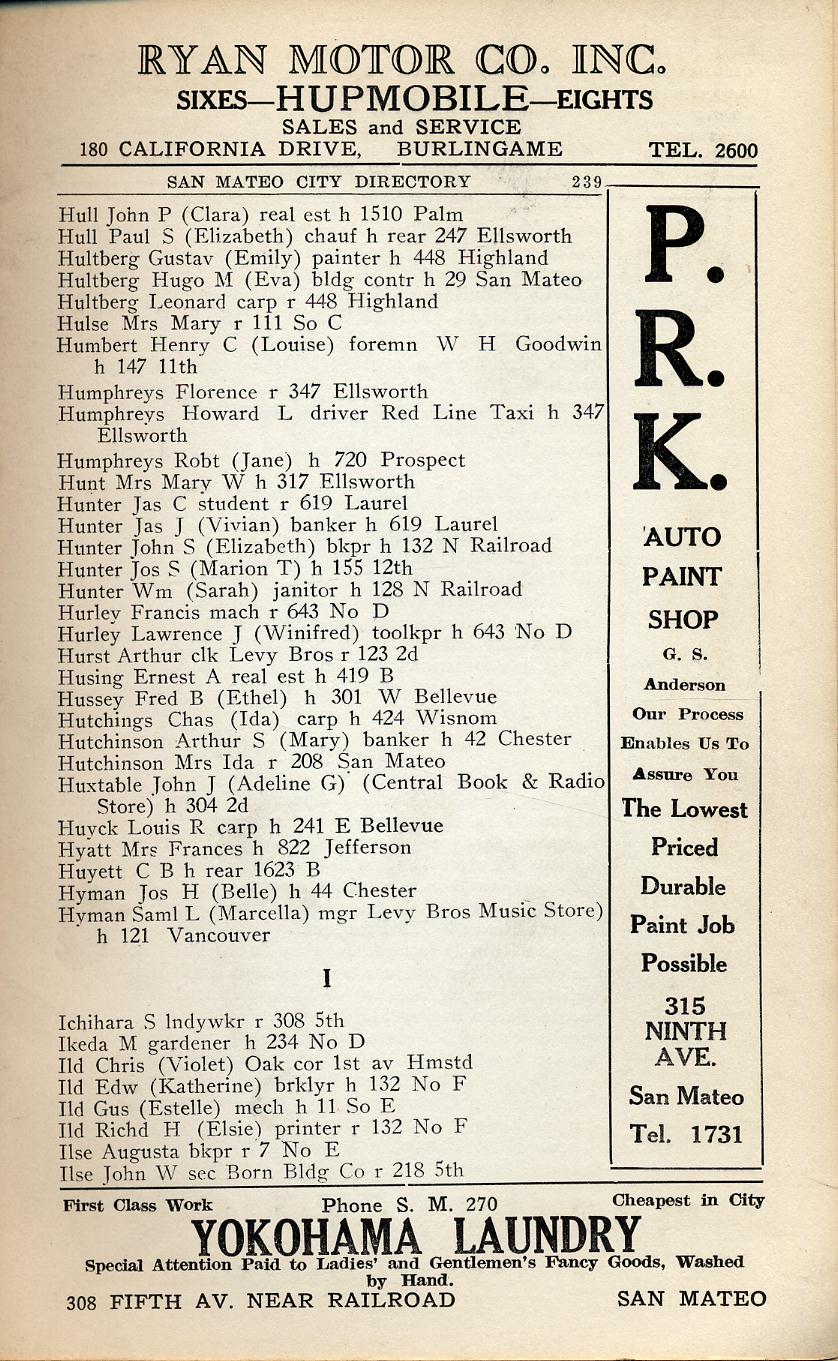 RYAN MOTOR CO. INC.
SIXES—HUPMOBILE—EIGHTS
SALES and SERVICE
180 CALIFORNIA DRIVE, BURLINGAME TEL. 2600
SAN MATEO CITY DIRECTORY 239
Hull John P (Clara) real est h 1510 Palm
Hull Paul S (Elizabeth) chauf h rear 247 Ellsworth
Hultberg Gustav (Emily) painter h 448 Highland
Hultberg Hugo M (Eva) bldg contr h 29 San Mateo
Hultberg Leonard carp r 448 Highland
Hulse Mrs Mary r 111 So C
Humbert Henry C (Louise) foremn W H Goodwin
h 147 11th
Humphreys Florence r 347 Ellsworth
Humphreys Howard L driver Red Line Taxi h 347
Ellsworth
Humphreys Robt (Jane) h 720 Prospect
Hunt Mrs Mary W h 317 Ellsworth
Hunter Jas C student r 619 Laurel
Hunter Jas J (Vivian) banker h 619 Laurel
Hunter John S (Elizabeth) bkpr h 132 N Railroad
Hunter Jos S (Marion T) h 155 12th
Hunter Wm (Sarah) janitor h 128 N Railroad
Hurley Francis mach r 643 No D
Hurley Lawrence J (Winifred) toolkpr h 643 No D
Hurst Arthur clk Levy Bros r 123 2d
Husing Ernest A real est h 419 B
Hussey Fred B (Ethel) h 301 W Bellevue
Hutchings Chas (Ida) carp h 424 Wisnom
Hutchinson Arthur S (Mary) banker h 42 Chester
Hutchinson Mrs Ida r 208 San Mateo
Huxtable John J (Adeline G) (Central Book & Radio
Store) h 304 2d
Huyck Louis R carp h 241 E Bellevue
Hyatt Mrs Frances h 822 Jefferson
Huyett C B h rear 1623 B
Hyman Jos H (Belle) h 44 Chester
Hyman Saml L (Marcella) mgr Levy Bros Music Store)
h 121 Vancouver
I
Ichihara S lndywkr r 308 5th
Ikeda M gardener h 234 No D
Ild Chris (Violet) Oak cor 1st av Hmstd
Ild Edw (Katherine) brklyr h 132 No F
Ild Gus (Estelle) mech h 11 So E
Ild Richd H (Elsie) printer r 132 No F
Ilse Augusta bkpr r 7 No E
Ilse John W sec Born Bldg Co r 218 5th
P.
R.
K.
AUTO
PAINT
SHOP
G. S.
Anderson
Our Process
Enables Us To
Assure You
The Lowest
Priced
Durable
Paint Job
Possible
315
NINTH
AVE.
San Mateo
Tel. 1731
First Class Work Phone S. M. 270 Cheapest in City
YOKOHAMA LAUNDRY
Special Attention Paid to Ladies' and Gentlemen's Fancy Goods, Washed
by Hand.
308 FIFTH AV. NEAR RAILROAD SAN MATEO